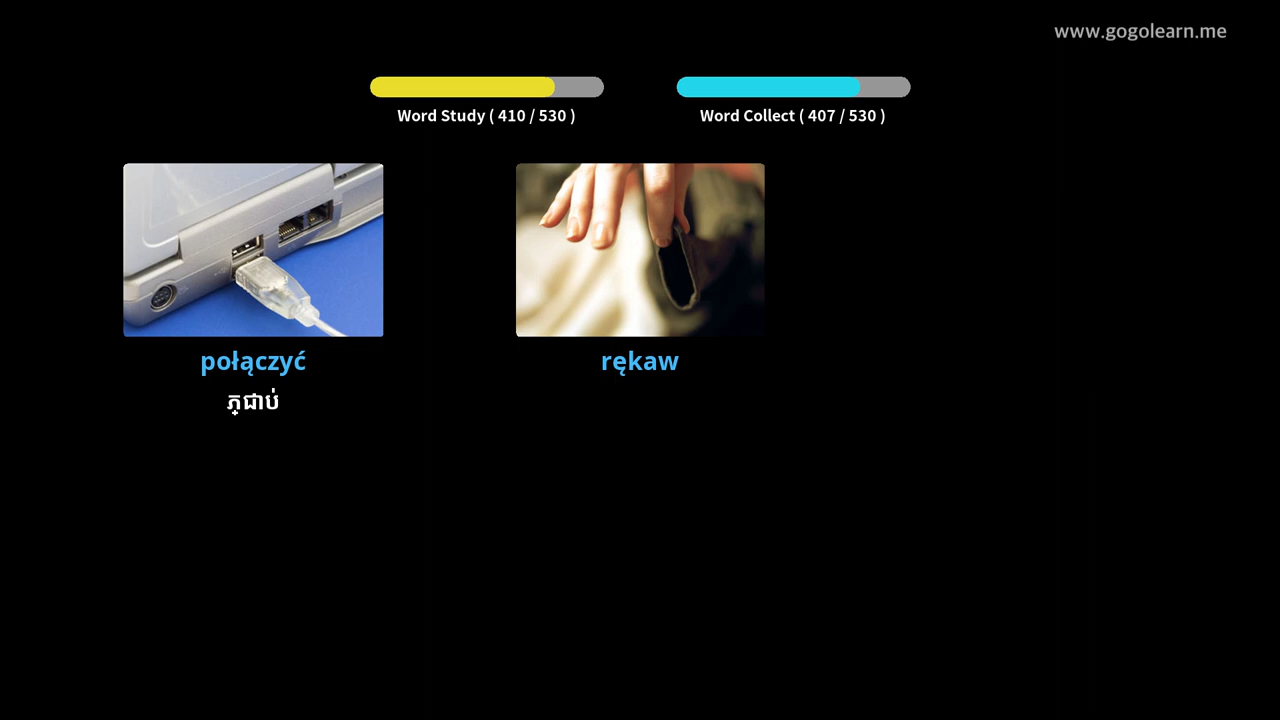 www.gogolearn.me
Word Study ( 410 / 530 )
Word Collect ( 407 / 530 )
połączyć
rękaw
ភ្ជាប់